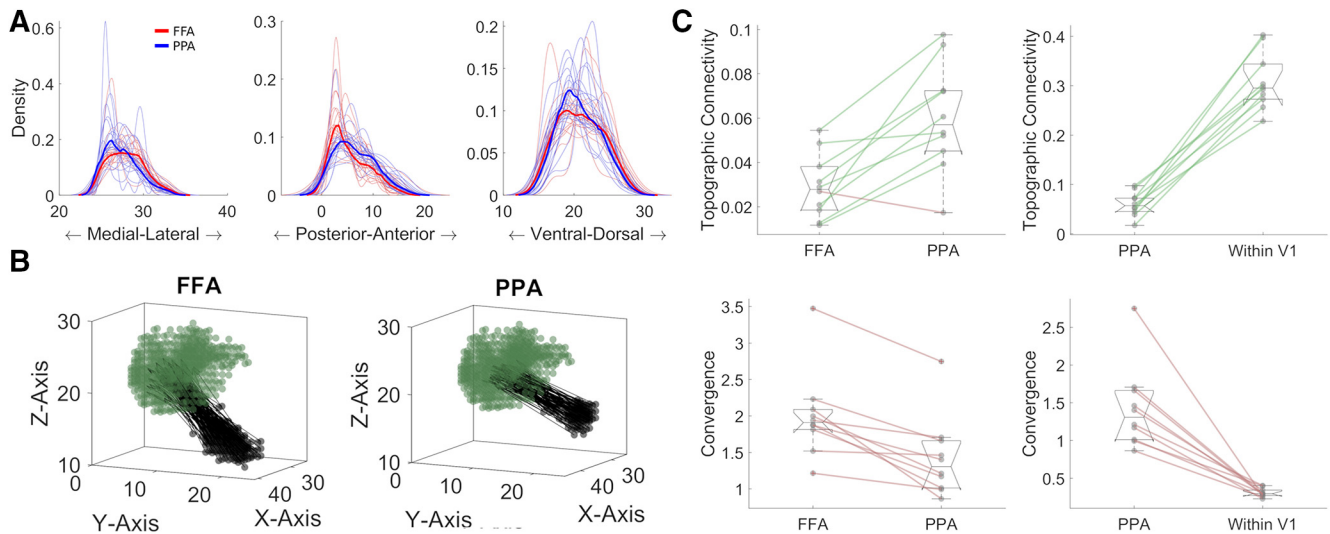 A
FFA
PPA
Density
0.6
0.4
0.2
0
20
30
40
← Medial-Lateral →
0.3
0.2
0.1
0
0
10
20
← Posterior-Anterior →
0.2
0.15
0.1
0.05
0
10
20
30
← Ventral-Dorsal →
B
FFA
Z-Axis
30
20
10
0
10
20
Y-Axis
40
30
X-Axis
PPA
Z-Axis
30
20
10
0
10
20
Y-Axis
40
30
X-Axis
C
Topographic Connectivity
0.1
0.08
0.06
0.04
0.02
FFA
PPA
Topographic Connectivity
0.4
0.3
0.2
0.1
0
PPA
Within V1
Convergence
3.5
3
2.5
2
1.5
1
FFA
PPA
Convergence
2.5
2
1.5
1
0.5
PPA
Within V1